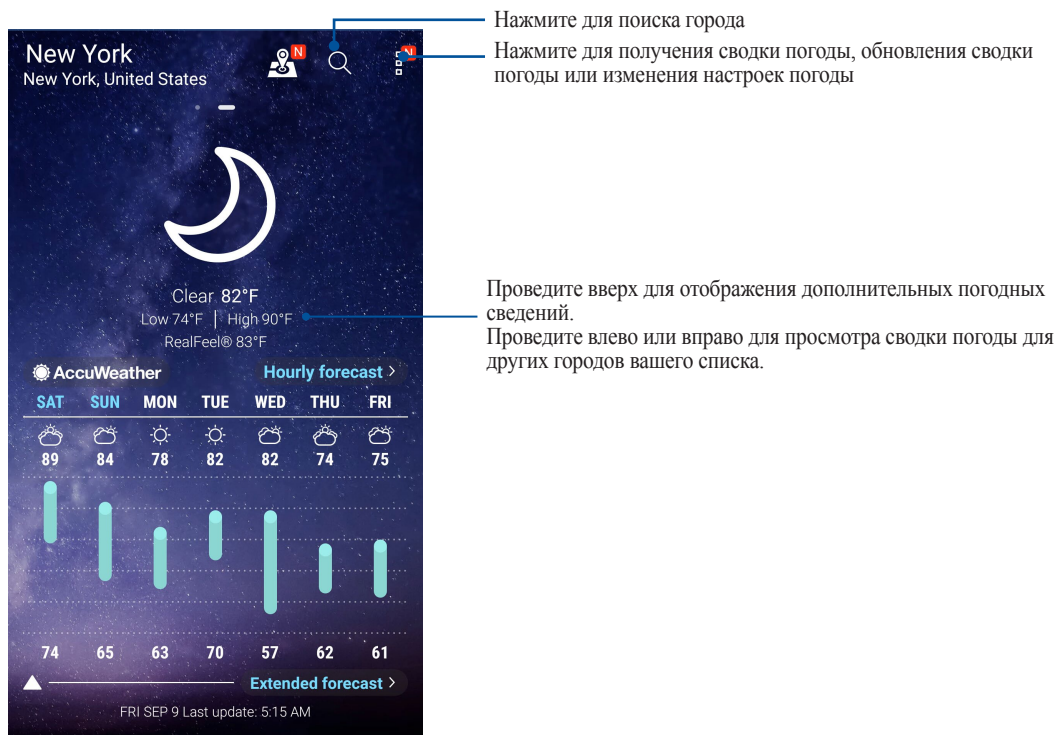 Нажмите для поиска города
Нажмите для получения сводки погоды, обновления сводки
погоды или изменения настроек погоды
New York
New York, United States
N
N
Clear 82°F
Low 74°F | High 90°F
RealFeel® 83°F
Проведите вверх для отображения дополнительных погодных
сведений.
Проведите влево или вправо для просмотра сводки погоды для
других городов вашего списка.
AccuWeather Hourly forecast >
SAT SUN MON TUE WED THU FRI
89 84 78 82 82 74 75
74 65 63 70 57 62 61
Extended forecast >
FRI SEP 9 Last update: 5:15 AM